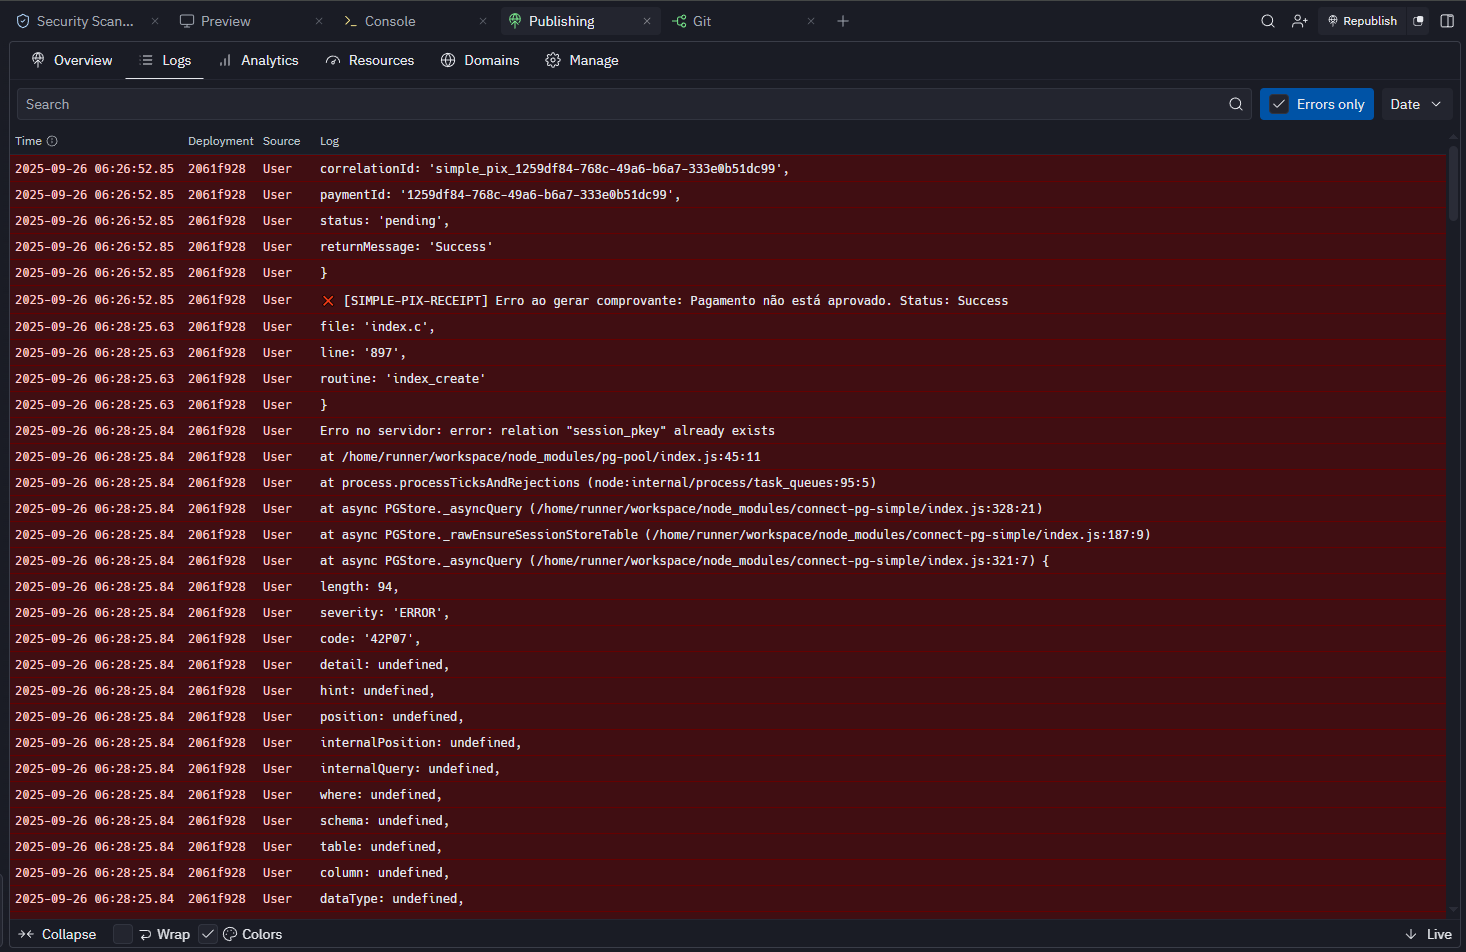 Security Scan... Preview Console Publishing Git Republish
Overview Logs Analytics Resources Domains Manage
Search Errors only Date
Time Deployment Source Log
2025-09-26 06:26:52.85 2061f928 User correlationId: 'simple_pix_1259df84-768c-49a6-b6a7-333e0b51dc99',
2025-09-26 06:26:52.85 2061f928 User paymentId: '1259df84-768c-49a6-b6a7-333e0b51dc99',
2025-09-26 06:26:52.85 2061f928 User status: 'pending',
2025-09-26 06:26:52.85 2061f928 User returnMessage: 'Success'
2025-09-26 06:26:52.85 2061f928 User }
2025-09-26 06:26:52.85 2061f928 User ❌ [SIMPLE-PIX-RECEIPT] Erro ao gerar comprovante: Pagamento não está aprovado. Status: Success
2025-09-26 06:28:25.63 2061f928 User file: 'index.c',
2025-09-26 06:28:25.63 2061f928 User line: '897',
2025-09-26 06:28:25.63 2061f928 User routine: 'index_create'
2025-09-26 06:28:25.63 2061f928 User }
2025-09-26 06:28:25.84 2061f928 User Erro no servidor: error: relation "session_pkey" already exists
2025-09-26 06:28:25.84 2061f928 User at /home/runner/workspace/node_modules/pg-pool/index.js:45:11
2025-09-26 06:28:25.84 2061f928 User at process.processTicksAndRejections (node:internal/process/task_queues:95:5)
2025-09-26 06:28:25.84 2061f928 User at async PGStore._asyncQuery (/home/runner/workspace/node_modules/connect-pg-simple/index.js:328:21)
2025-09-26 06:28:25.84 2061f928 User at async PGStore._rawEnsureSessionStoreTable (/home/runner/workspace/node_modules/connect-pg-simple/index.js:187:9)
2025-09-26 06:28:25.84 2061f928 User at async PGStore._asyncQuery (/home/runner/workspace/node_modules/connect-pg-simple/index.js:321:7) {
2025-09-26 06:28:25.84 2061f928 User length: 94,
2025-09-26 06:28:25.84 2061f928 User severity: 'ERROR',
2025-09-26 06:28:25.84 2061f928 User code: '42P07',
2025-09-26 06:28:25.84 2061f928 User detail: undefined,
2025-09-26 06:28:25.84 2061f928 User hint: undefined,
2025-09-26 06:28:25.84 2061f928 User position: undefined,
2025-09-26 06:28:25.84 2061f928 User internalPosition: undefined,
2025-09-26 06:28:25.84 2061f928 User internalQuery: undefined,
2025-09-26 06:28:25.84 2061f928 User where: undefined,
2025-09-26 06:28:25.84 2061f928 User schema: undefined,
2025-09-26 06:28:25.84 2061f928 User table: undefined,
2025-09-26 06:28:25.84 2061f928 User column: undefined,
2025-09-26 06:28:25.84 2061f928 User dataType: undefined,
Collapse Wrap Colors Live